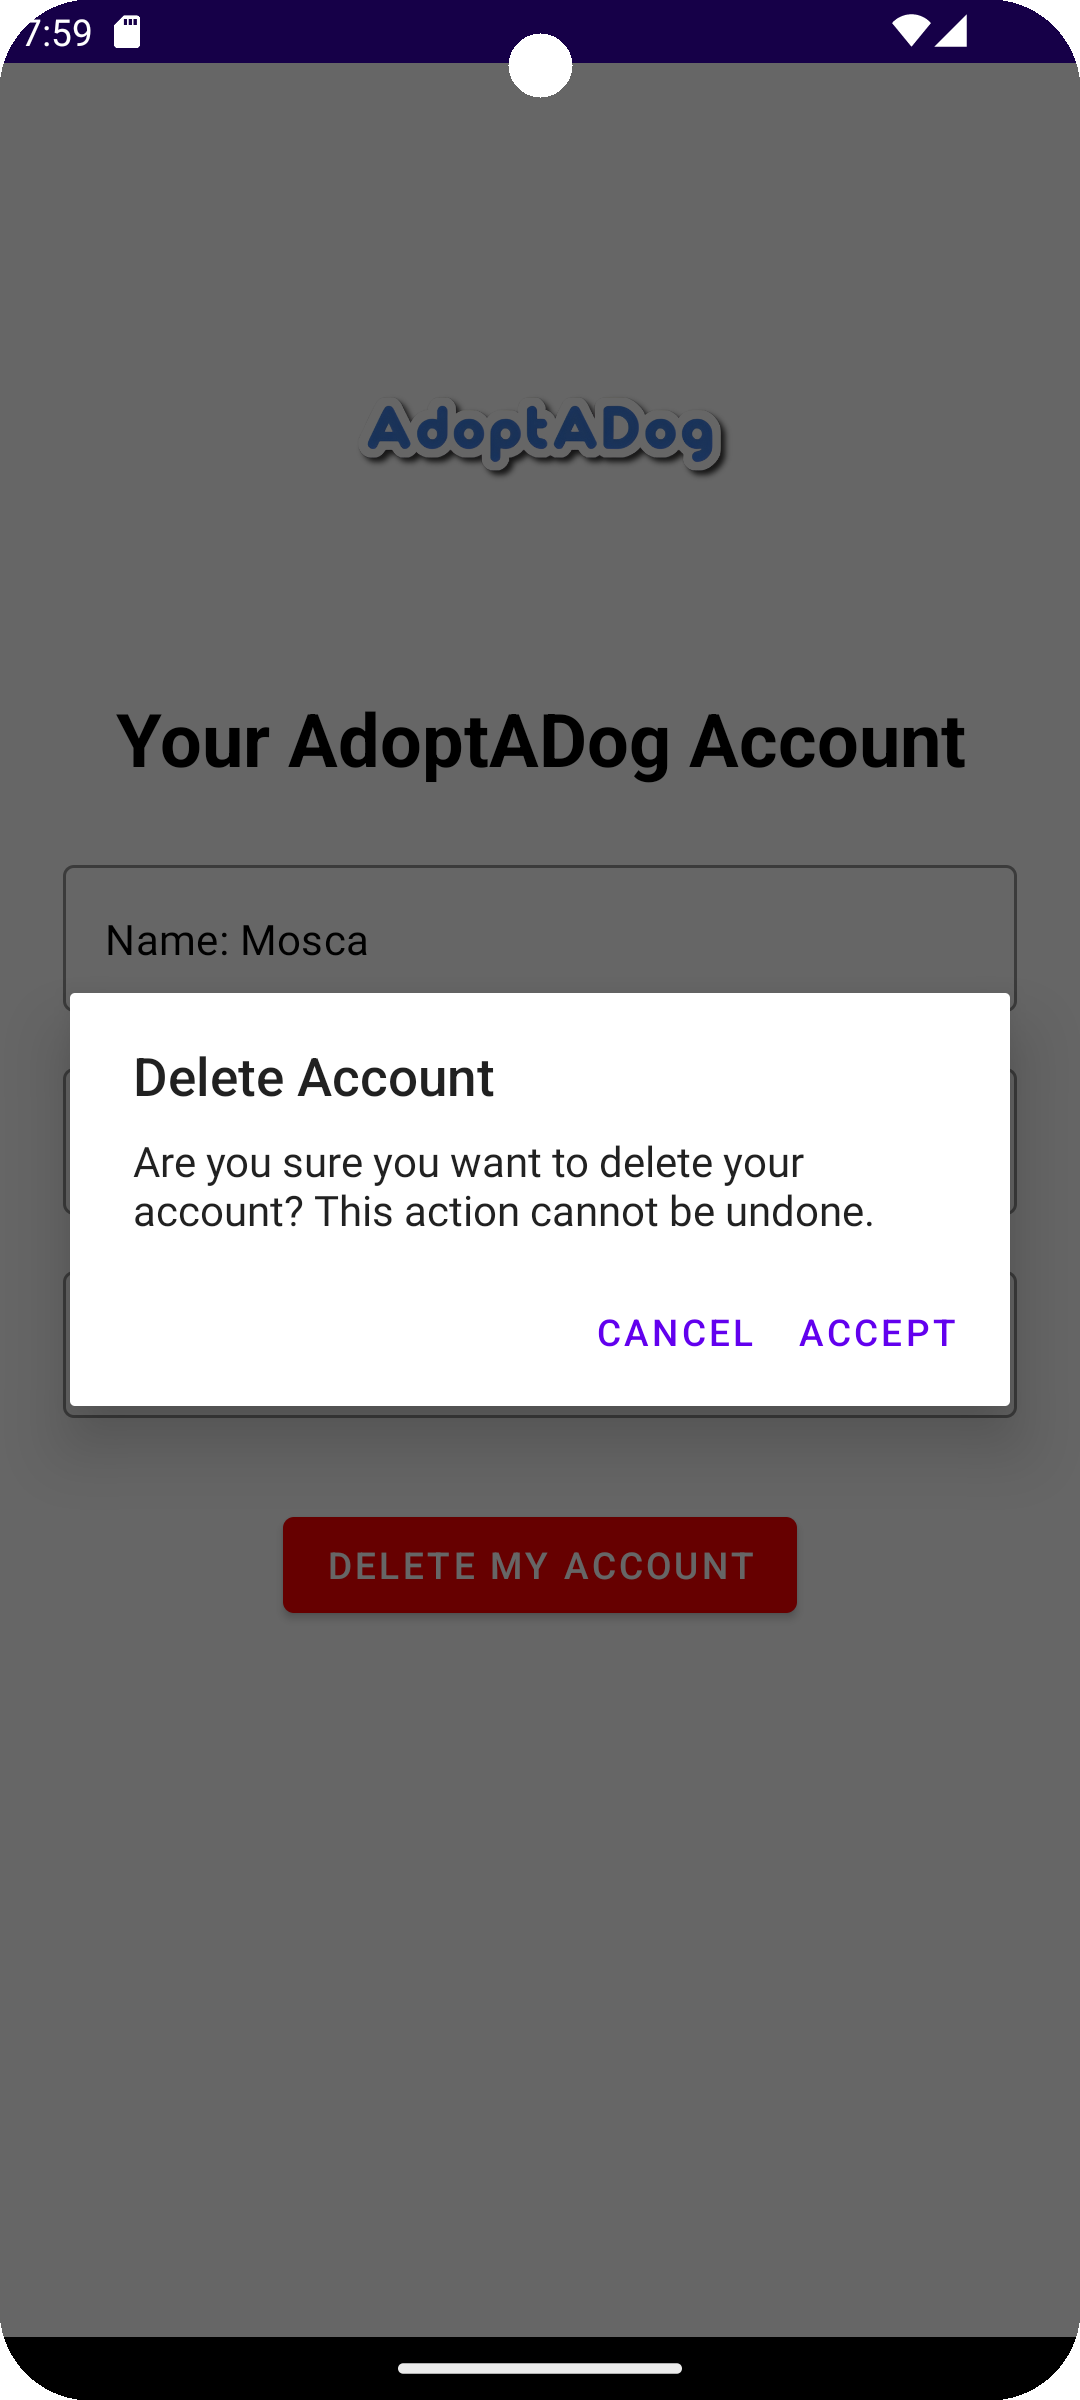 7:59
AdoptADog
Your AdoptADog Account
Name: Mosca
Delete Account
Are you sure you want to delete your
account? This action cannot be undone.
CANCEL ACCEPT
DELETE MY ACCOUNT